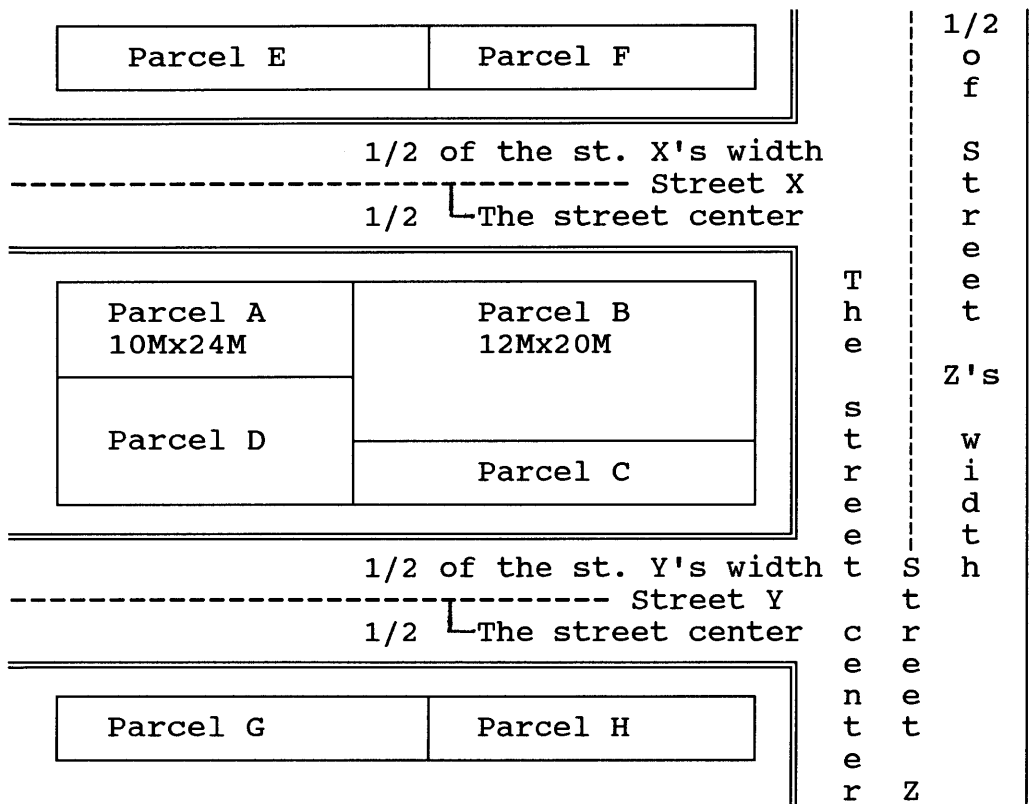 Parcel E
Parcel F
1/2 of the st. X's width
Street X
1/2 The street center
Parcel A
10Mx24M
Parcel B
12Mx20M
Parcel D
Parcel C
1/2 of the st. Y's width
Street Y
1/2 The street center
Parcel G
Parcel H
The street center
Street Z
1/2 of Street Z's width